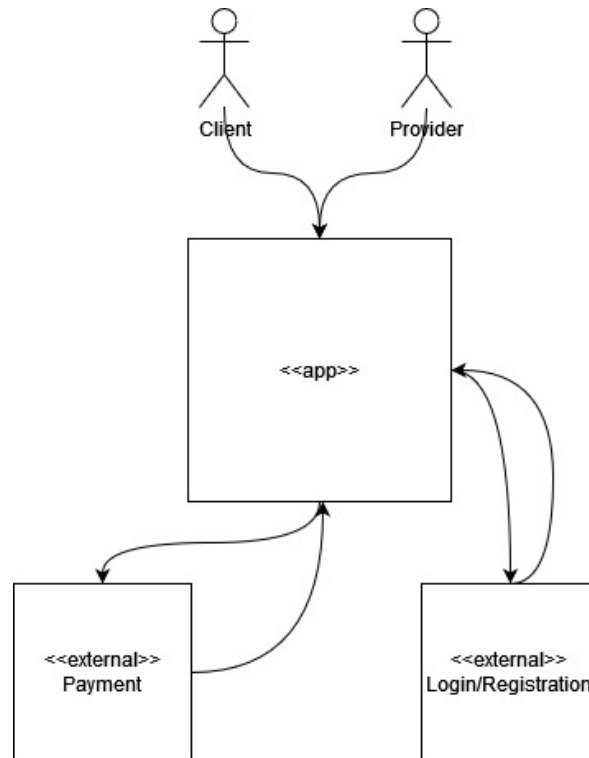 Client
Provider
<<app>>
<<external>>
Payment
<<external>>
Login/Registration